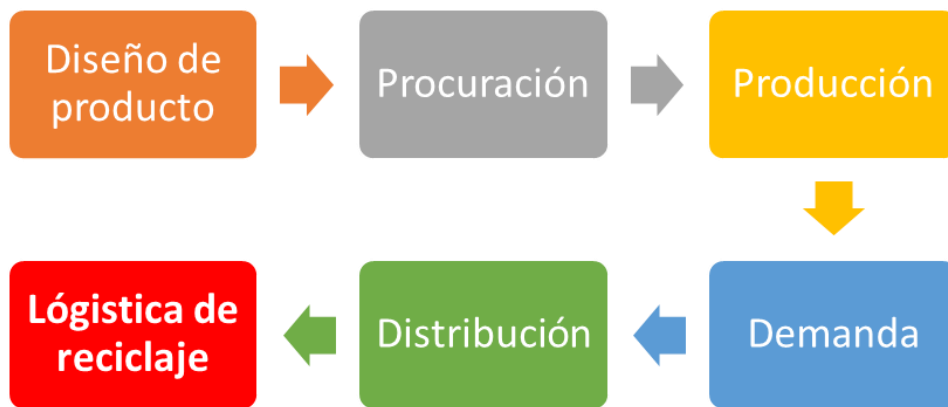 Diseño de
producto
Procuración
Producción
Demanda
Distribución
Lógistica de
reciclaje